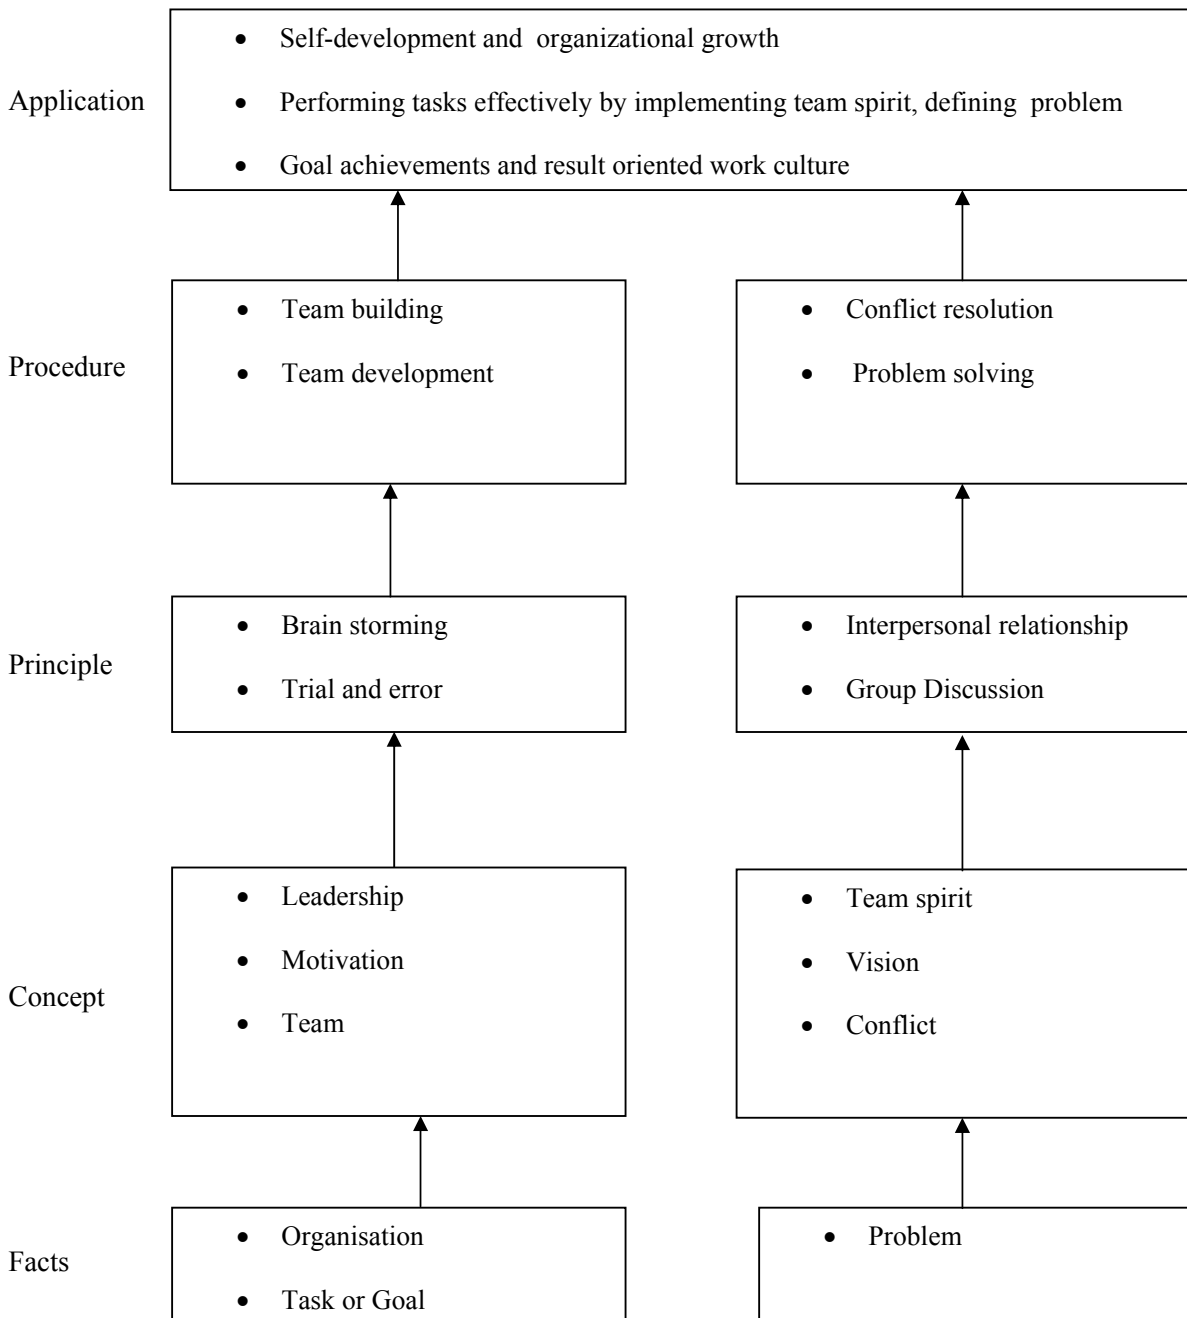 Application
• Self-development and  organizational growth
• Performing tasks effectively by implementing team spirit, defining  problem
• Goal achievements and result oriented work culture
Procedure
• Team building
• Team development
• Conflict resolution
• Problem solving
Principle
• Brain storming
• Trial and error
• Interpersonal relationship
• Group Discussion
Concept
• Leadership
• Motivation
• Team
• Team spirit
• Vision
• Conflict
Facts
• Organisation
• Task or Goal
• Problem